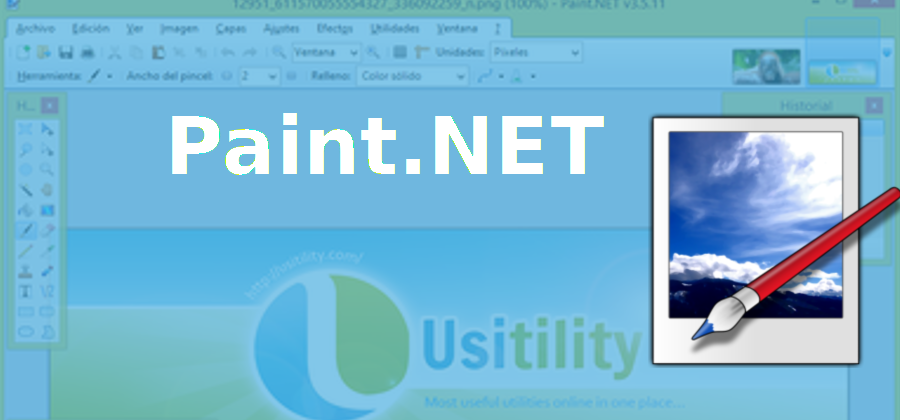 12951_611570055554327_336092259_n.png (100%) - Paint.NET v3.5.11
Archivo Edición Ver Imagen Capas Ajustes Efectos Utilidades Ventana
Ventana Unidades: Píxeles
Herramienta: Ancho del pincel: 2 Relleno: Color sólido
H... Historial
Paint.NET
http://usitility.com/
Usitility
Most useful utilities online in one place...